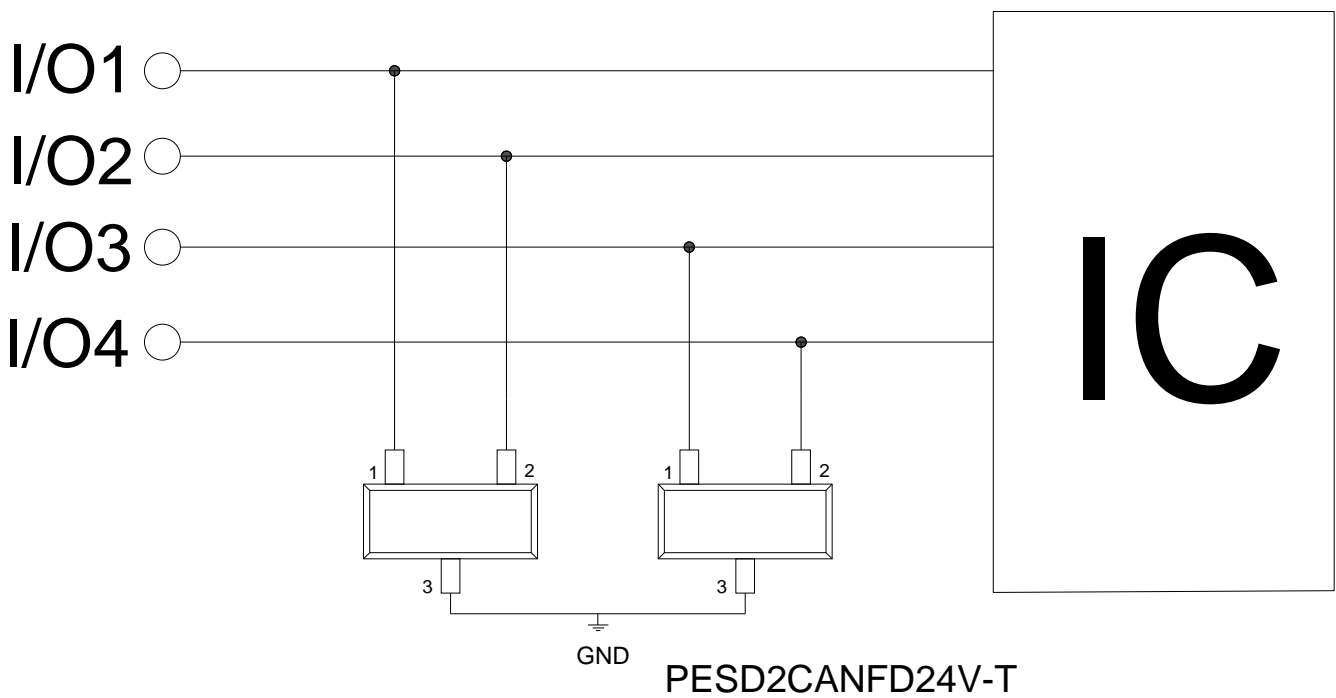 I/O1
I/O2
I/O3
I/O4
IC
1 2 1 2
3 3
GND
PESD2CANFD24V-T